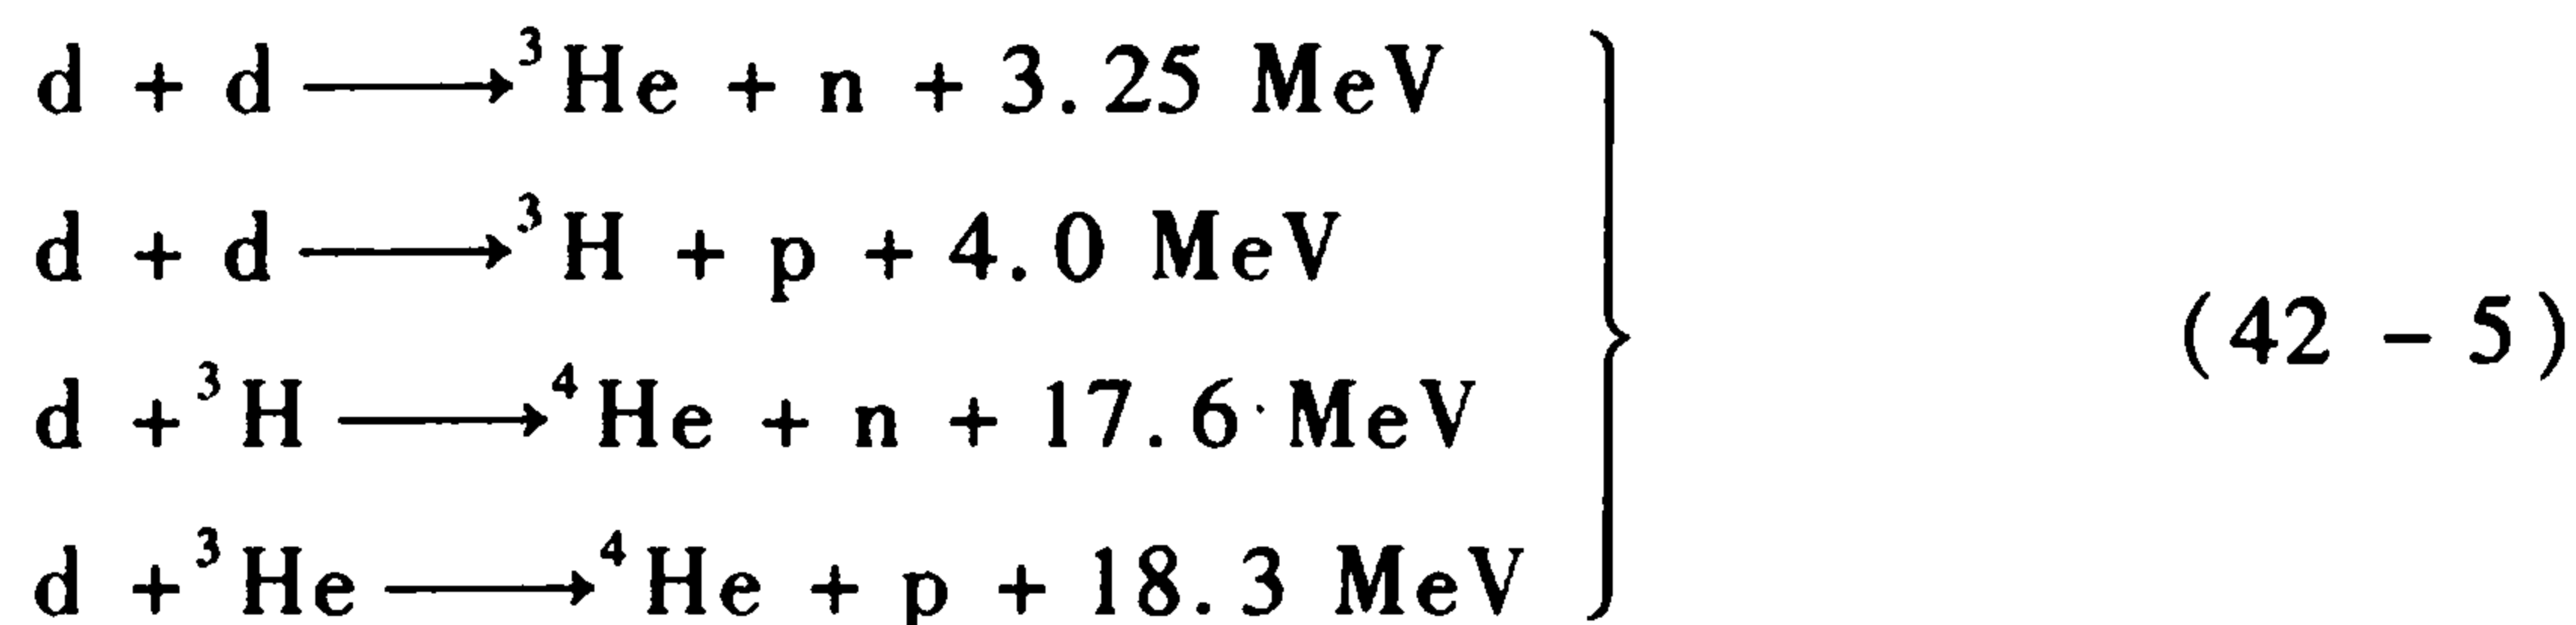 d + d ⟶ ³He + n + 3.25 MeV
d + d ⟶ ³H + p + 4.0 MeV
d + ³H ⟶ ⁴He + n + 17.6 MeV
d + ³He ⟶ ⁴He + p + 18.3 MeV
(42 - 5)